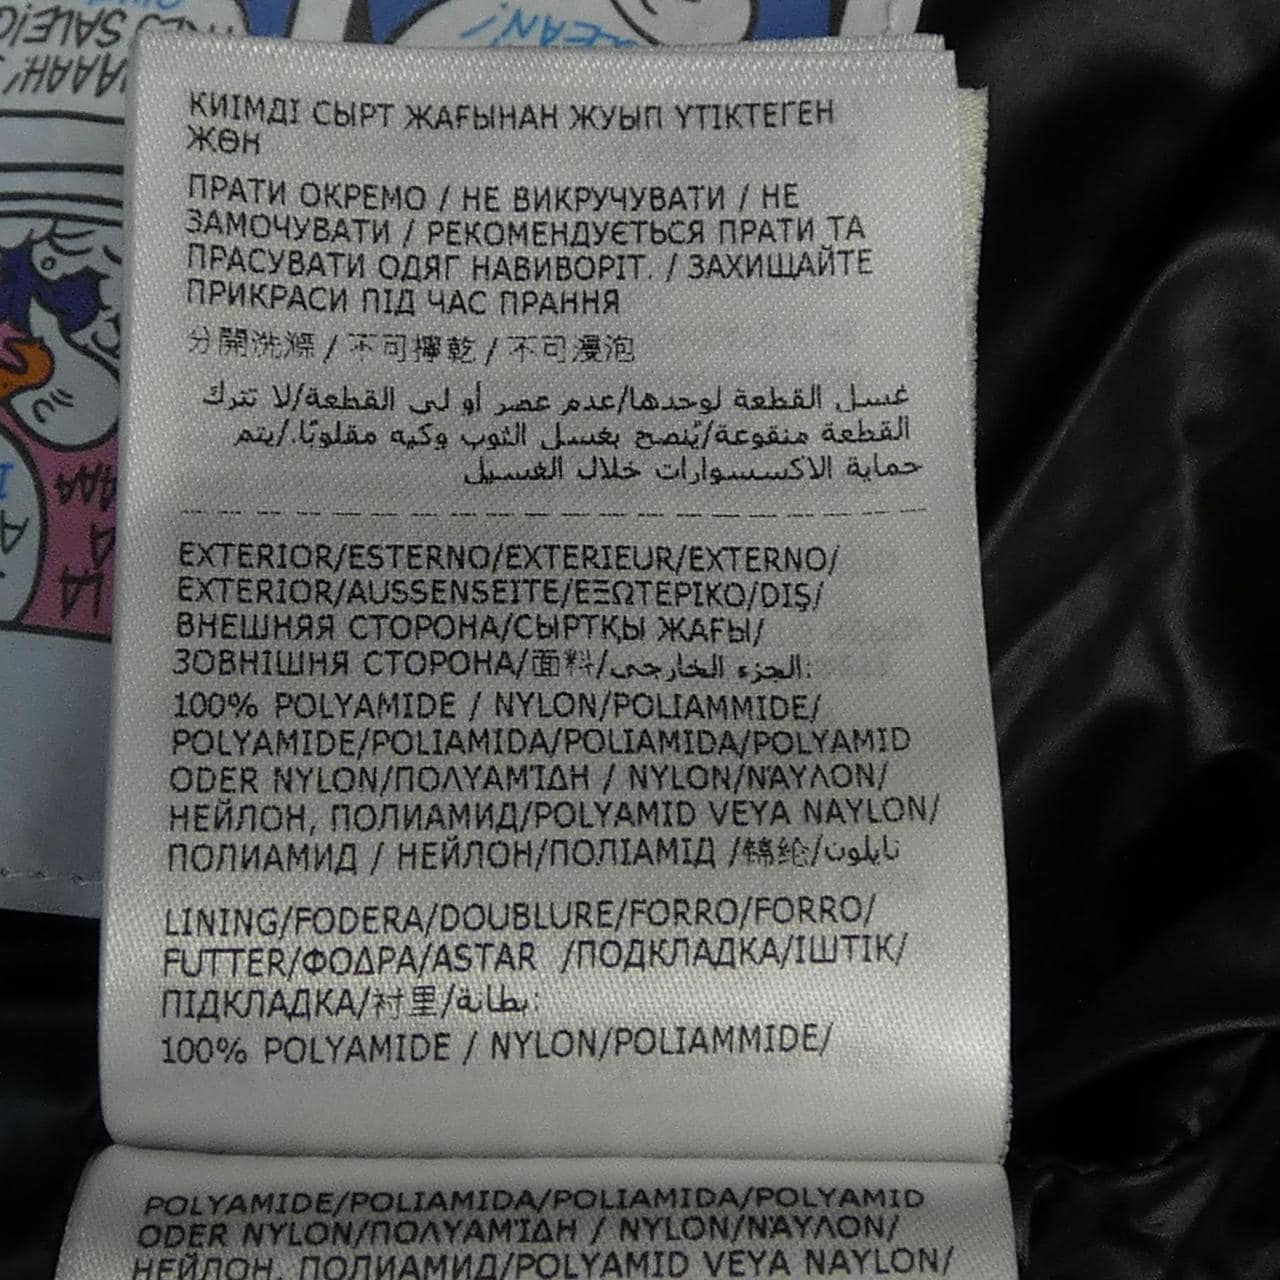 КИІМДІ СЫРТ ЖАҒЫНАН ЖУЫП ҮТІКТЕГЕН
ЖӨН
ПРАТИ ОКРЕМО / НЕ ВИКРУЧУВАТИ / НЕ
ЗАМОЧУВАТИ / РЕКОМЕНДУЄТЬСЯ ПРАТИ ТА
ПРАСУВАТИ ОДЯГ НАВИВОРІТ. / ЗАХИЩАЙТЕ
ПРИКРАСИ ПІД ЧАС ПРАННЯ
分開洗滌 / 不可擰乾 / 不可浸泡
غسل القطعة لوحدها/عدم عصر أو لي القطعة/لا تترك
القطعة منقوعة/يُنصح بغسل الثوب وكيه مقلوبًا./يتم
حماية الاكسسوارات خلال الغسيل
EXTERIOR/ESTERNO/EXTERIEUR/EXTERNO/
EXTERIOR/AUSSENSEITE/ΕΞΩΤΕΡΙΚΟ/DIŞ/
ВНЕШНЯЯ СТОРОНА/СЫРТҚЫ ЖАҒЫ/
ЗОВНІШНЯ СТОРОНА/面料/الجزء الخارجي:
100% POLYAMIDE / NYLON/POLIAMMIDE/
POLYAMIDE/POLIAMIDA/POLIAMIDA/POLYAMID
ODER NYLON/ΠΟΛΥΑΜΊΔΗ / NYLON/ΝΆΥΛΟΝ/
НЕЙЛОН, ПОЛИАМИД/POLYAMID VEYA NAYLON/
ПОЛИАМИД / НЕЙЛОН/ПОЛІАМІД /锦纶/نايلون
LINING/FODERA/DOUBLURE/FORRO/FORRO/
FUTTER/ΦΟΔΡΑ/ASTAR /ПОДКЛАДКА/ІШТІК/
ПІДКЛАДКА/衬里/بطانة:
100% POLYAMIDE / NYLON/POLIAMMIDE/
POLYAMIDE/POLIAMIDA/POLIAMIDA/POLYAMID
ODER NYLON/ΠΟΛΥΑΜΊΔΗ / NYLON/ΝΆΥΛΟΝ/
НЕЙЛОН, ПОЛИАМИД/POLYAMID VEYA NAYLON/